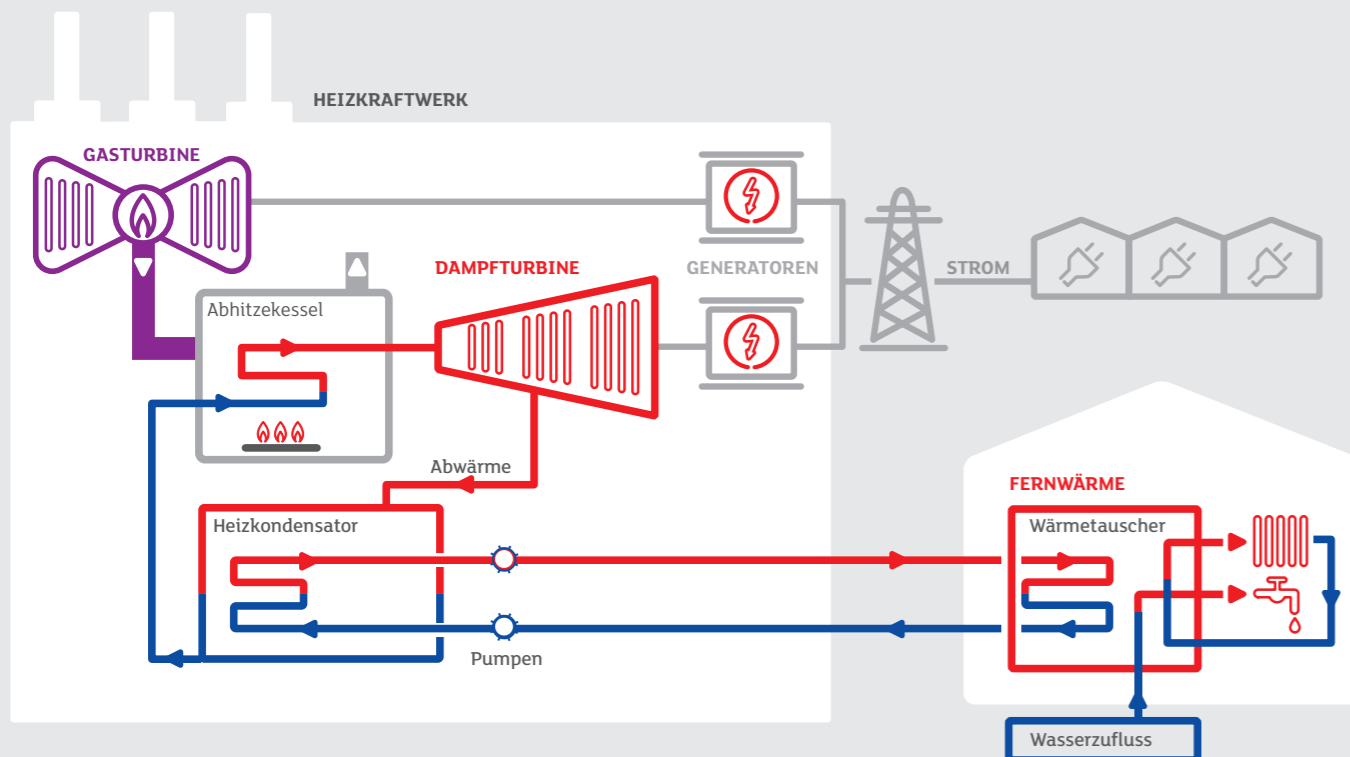 HEIZKRAFTWERK
GASTURBINE
DAMPFTURBINE
GENERATOREN
STROM
Abhitzekessel
Abwärme
FERNWÄRME
Heizkondensator
Wärmetauscher
Pumpen
Wasserzufluss